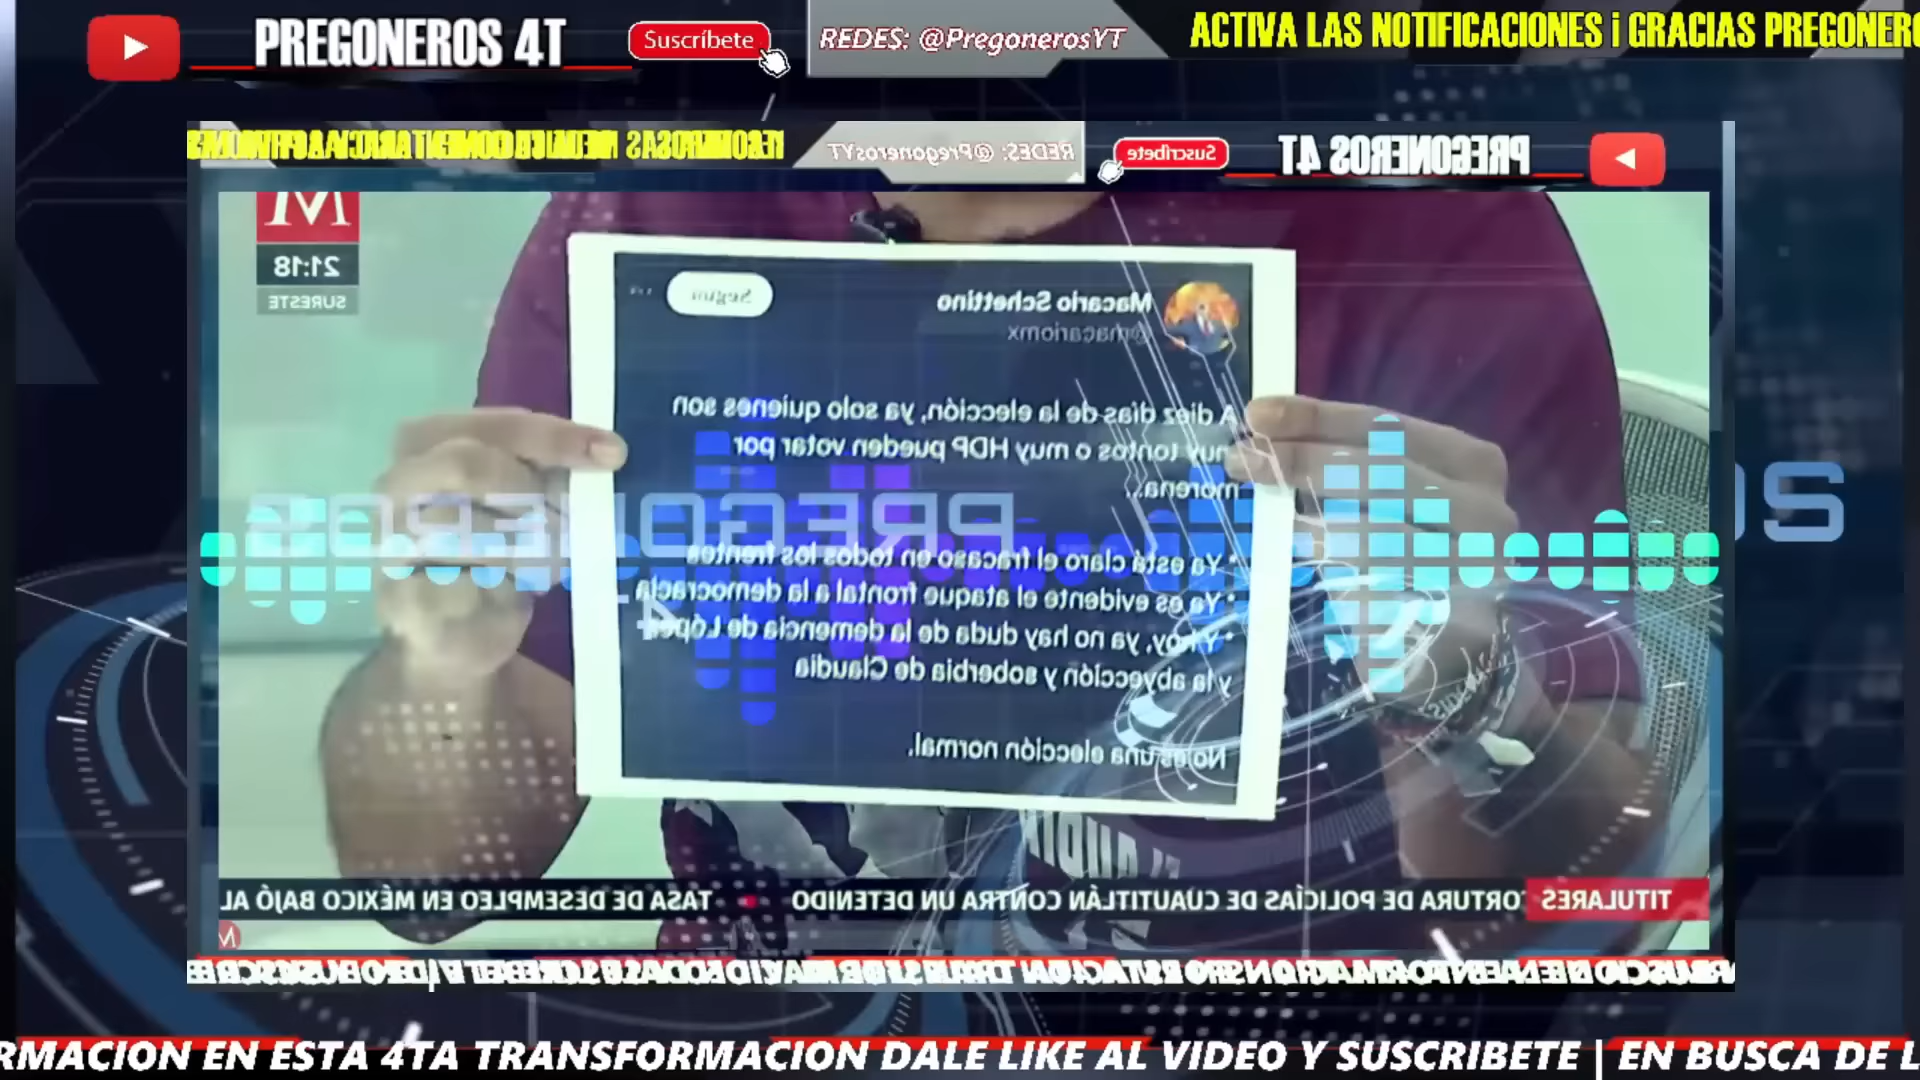 PREGONEROS 4T
Suscríbete
REDES: @PregonerosYT
ACTIVA LAS NOTIFICACIONES ¡ GRACIAS PREGONERO
REDES: @PregonerosYT
Suscríbete
PREGONEROS 4T
M
21:18
SURESTE
Macario Schettino
@macariomx
Seguir
A diez días de la elección, ya solo quienes son
muy tontos o muy HDP pueden votar por
morena...
• Ya está claro el fracaso en todos los frentes
• Ya es evidente el ataque frontal a la democracia
• Y hoy, ya no hay duda de la demencia de López
y la abyección y soberbia de Claudia
No es una elección normal.
PREGONEROS
OS
TITULARES
TORTURA DE POLICÍAS DE CUAUTITLÁN CONTRA UN DETENIDO • TASA DE DESEMPLEO EN MÉXICO BAJÓ AL
RMACION EN ESTA 4TA TRANSFORMACION DALE LIKE AL VIDEO Y SUSCRIBETE | EN BUSCA DE L